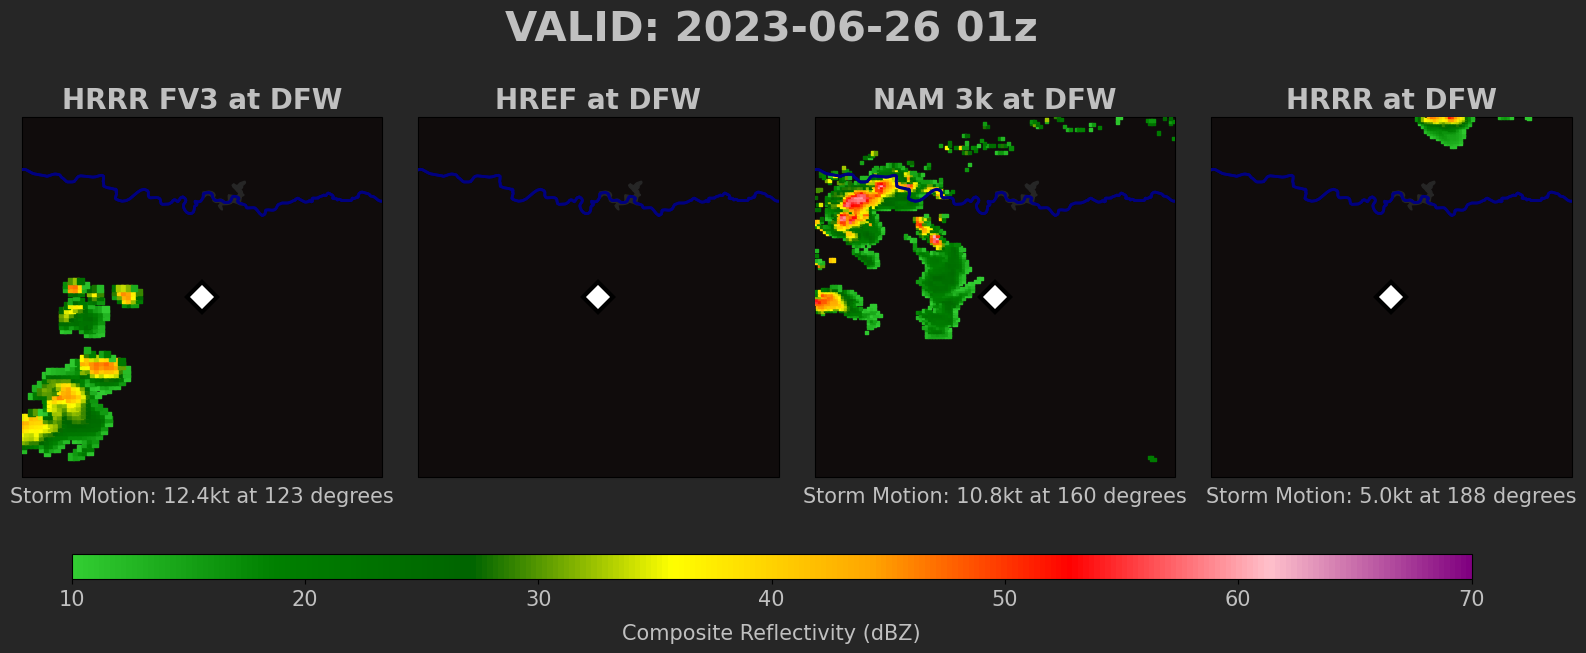 VALID: 2023-06-26 01z
HRRR FV3 at DFW
HREF at DFW
NAM 3k at DFW
HRRR at DFW
Storm Motion: 12.4kt at 123 degrees
Storm Motion: 10.8kt at 160 degrees
Storm Motion: 5.0kt at 188 degrees
10 20 30 40 50 60 70
Composite Reflectivity (dBZ)